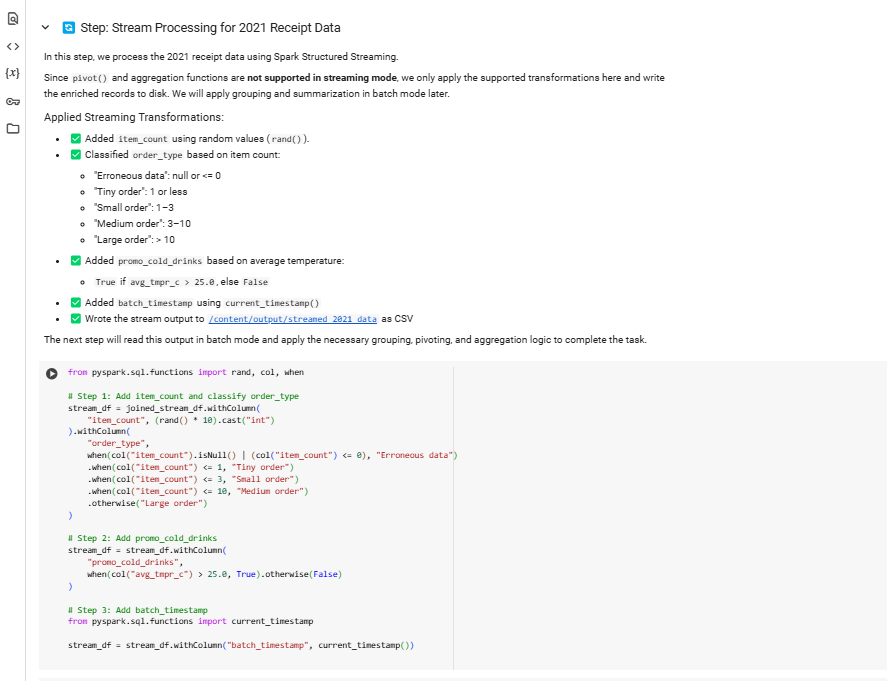 Step: Stream Processing for 2021 Receipt Data
In this step, we process the 2021 receipt data using Spark Structured Streaming.
Since pivot() and aggregation functions are not supported in streaming mode, we only apply the supported transformations here and write
the enriched records to disk. We will apply grouping and summarization in batch mode later.
Applied Streaming Transformations:
• ✅ Added item_count using random values (rand()).
• ✅ Classified order_type based on item count:
◦ "Erroneous data": null or <= 0
◦ "Tiny order": 1 or less
◦ "Small order": 1–3
◦ "Medium order": 3–10
◦ "Large order": > 10
• ✅ Added promo_cold_drinks based on average temperature:
◦ True if avg_tmpr_c > 25.0, else False
• ✅ Added batch_timestamp using current_timestamp()
• ✅ Wrote the stream output to /content/output/streamed_2021_data as CSV
The next step will read this output in batch mode and apply the necessary grouping, pivoting, and aggregation logic to complete the task.
from pyspark.sql.functions import rand, col, when
# Step 1: Add item_count and classify order_type
stream_df = joined_stream_df.withColumn(
    "item_count", (rand() * 10).cast("int")
).withColumn(
    "order_type",
    when(col("item_count").isNull() | (col("item_count") <= 0), "Erroneous data")
    .when(col("item_count") <= 1, "Tiny order")
    .when(col("item_count") <= 3, "Small order")
    .when(col("item_count") <= 10, "Medium order")
    .otherwise("Large order")
)
# Step 2: Add promo_cold_drinks
stream_df = stream_df.withColumn(
    "promo_cold_drinks",
    when(col("avg_tmpr_c") > 25.0, True).otherwise(False)
)
# Step 3: Add batch_timestamp
from pyspark.sql.functions import current_timestamp
stream_df = stream_df.withColumn("batch_timestamp", current_timestamp())